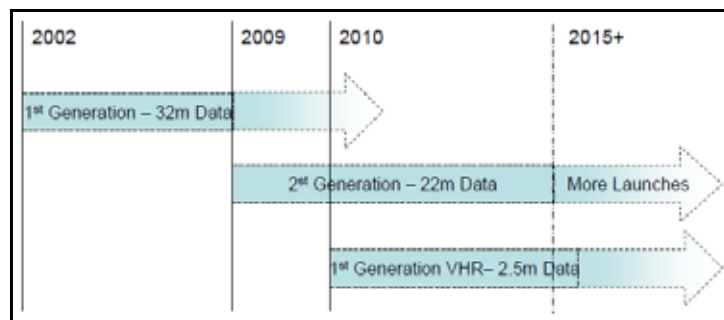 2002 2009 2010 2015+
1st Generation – 32m Data
2st Generation – 22m Data More Launches
1st Generation VHR– 2.5m Data